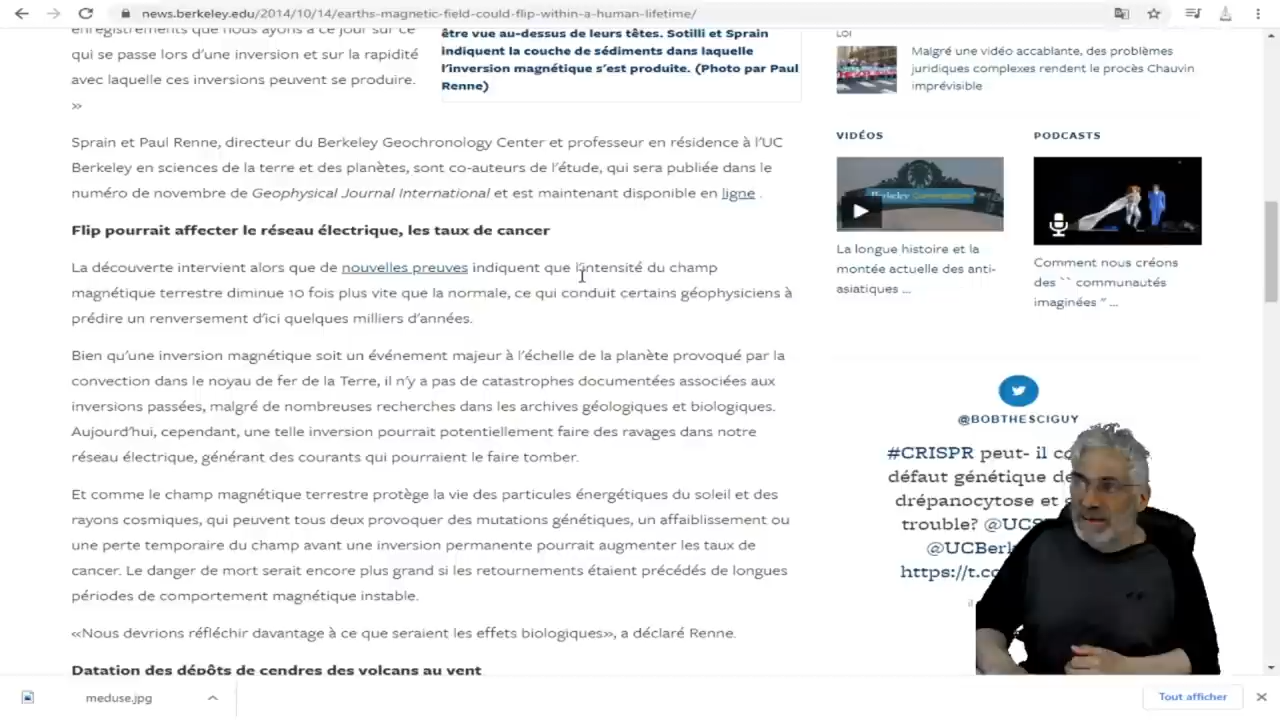 news.berkeley.edu/2014/10/14/earths-magnetic-field-could-flip-within-a-human-lifetime/
enregistrements que nous ayons à ce jour sur ce
qui se passe lors d'une inversion et sur la rapidité
avec laquelle ces inversions peuvent se produire.
»
être vue au-dessus de leurs têtes. Sotilli et Sprain
indiquent la couche de sédiments dans laquelle
l'inversion magnétique s'est produite. (Photo par Paul
Renne)
Sprain et Paul Renne, directeur du Berkeley Geochronology Center et professeur en résidence à l'UC
Berkeley en sciences de la terre et des planètes, sont co-auteurs de l'étude, qui sera publiée dans le
numéro de novembre de Geophysical Journal International et est maintenant disponible en ligne .
Flip pourrait affecter le réseau électrique, les taux de cancer
La découverte intervient alors que de nouvelles preuves indiquent que l'intensité du champ
magnétique terrestre diminue 10 fois plus vite que la normale, ce qui conduit certains géophysiciens à
prédire un renversement d'ici quelques milliers d'années.
Bien qu'une inversion magnétique soit un événement majeur à l'échelle de la planète provoqué par la
convection dans le noyau de fer de la Terre, il n'y a pas de catastrophes documentées associées aux
inversions passées, malgré de nombreuses recherches dans les archives géologiques et biologiques.
Aujourd'hui, cependant, une telle inversion pourrait potentiellement faire des ravages dans notre
réseau électrique, générant des courants qui pourraient le faire tomber.
Et comme le champ magnétique terrestre protège la vie des particules énergétiques du soleil et des
rayons cosmiques, qui peuvent tous deux provoquer des mutations génétiques, un affaiblissement ou
une perte temporaire du champ avant une inversion permanente pourrait augmenter les taux de
cancer. Le danger de mort serait encore plus grand si les retournements étaient précédés de longues
périodes de comportement magnétique instable.
«Nous devrions réfléchir davantage à ce que seraient les effets biologiques», a déclaré Renne.
Datation des dépôts de cendres des volcans au vent
Loi
Malgré une vidéo accablante, des problèmes
juridiques complexes rendent le procès Chauvin
imprévisible
VIDÉOS
Berkeley
La longue histoire et la
montée actuelle des anti-
asiatiques ...
PODCASTS
Comment nous créons
des `` communautés
imaginées '' ...
@BOBTHESCIGUY
#CRISPR peut- il
défaut génétique
drépanocytose et
trouble?
https://t.co
meduse.jpg
Tout afficher